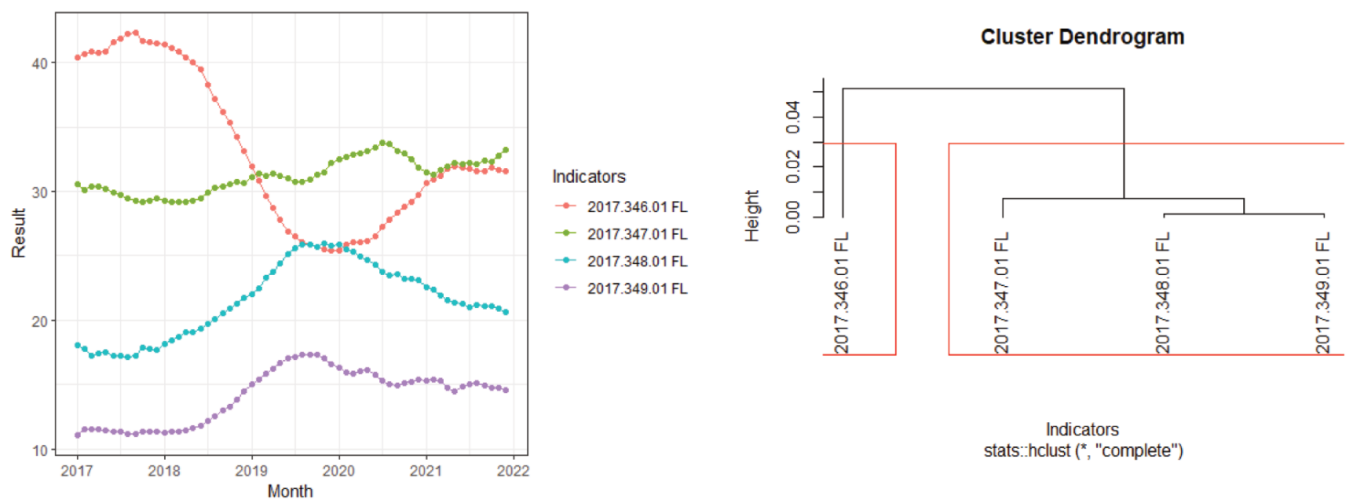 40
30
20
10
Result
2017
2018
2019
2020
2021
2022
Month
Indicators
2017.346.01 FL
2017.347.01 FL
2017.348.01 FL
2017.349.01 FL
Cluster Dendrogram
0.04
0.02
0.00
Height
2017.346.01 FL
2017.347.01 FL
2017.348.01 FL
2017.349.01 FL
Indicators
stats::hclust (*, "complete")